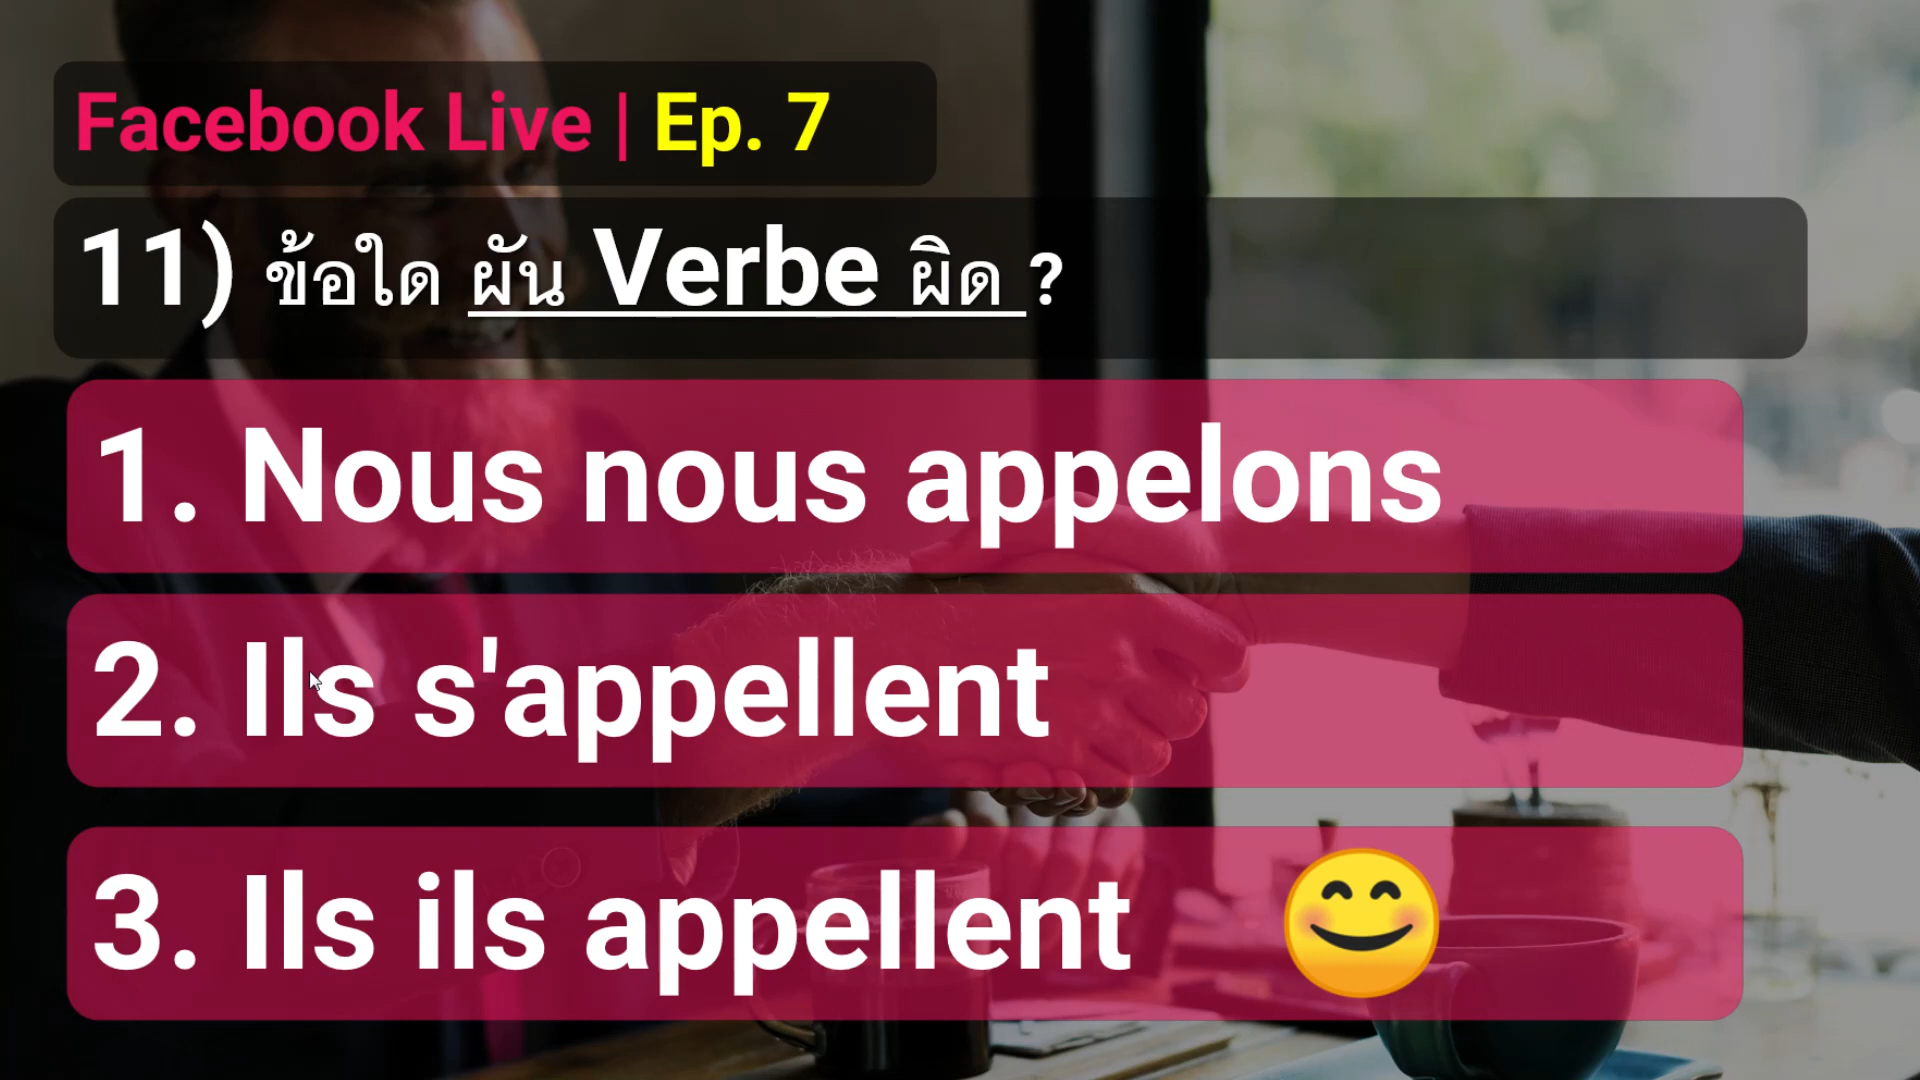 Facebook Live | Ep. 7
11) ข้อใด ผัน Verbe ผิด ?
1. Nous nous appelons
2. Ils s'appellent
3. Ils ils appellent